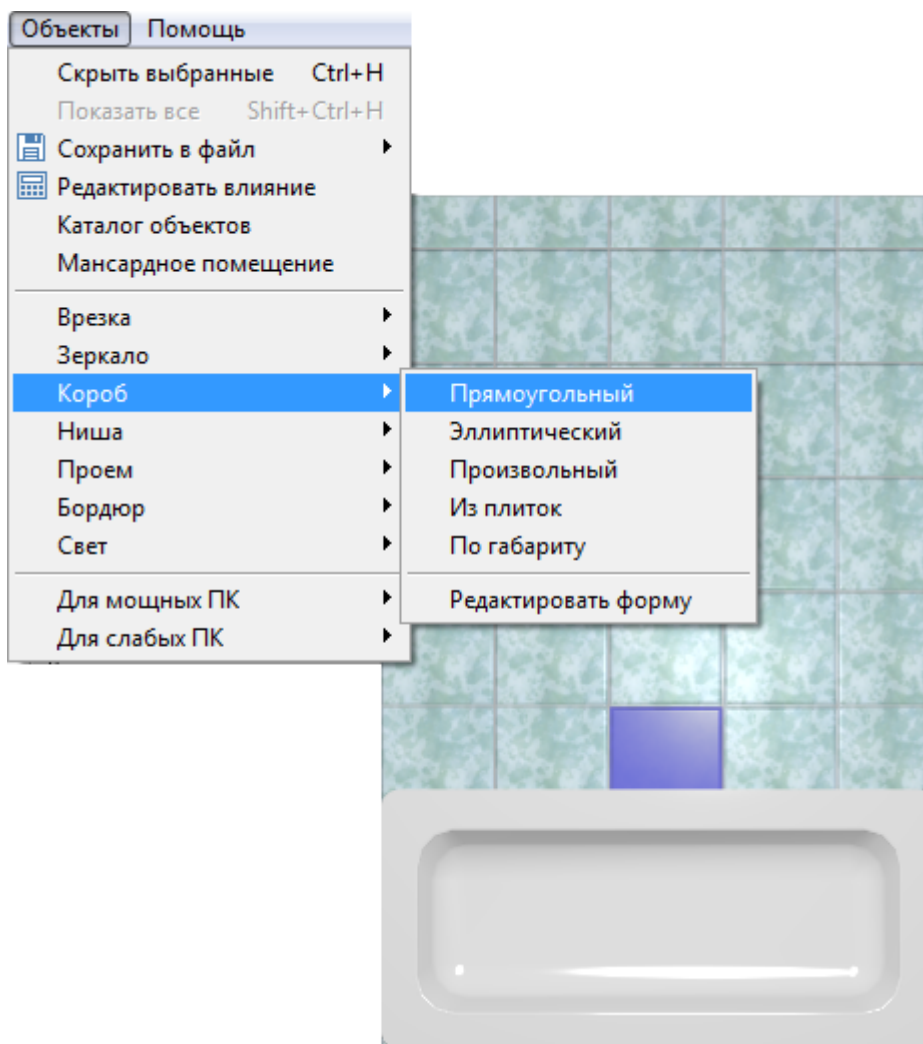 Объекты Помощь
Скрыть выбранные Ctrl+H
Показать все Shift+Ctrl+H
Сохранить в файл
Редактировать влияние
Каталог объектов
Мансардное помещение
Врезка
Зеркало
Короб
Ниша
Проем
Бордюр
Свет
Для мощных ПК
Для слабых ПК
Прямоугольный
Эллиптический
Произвольный
Из плиток
По габариту
Редактировать форму